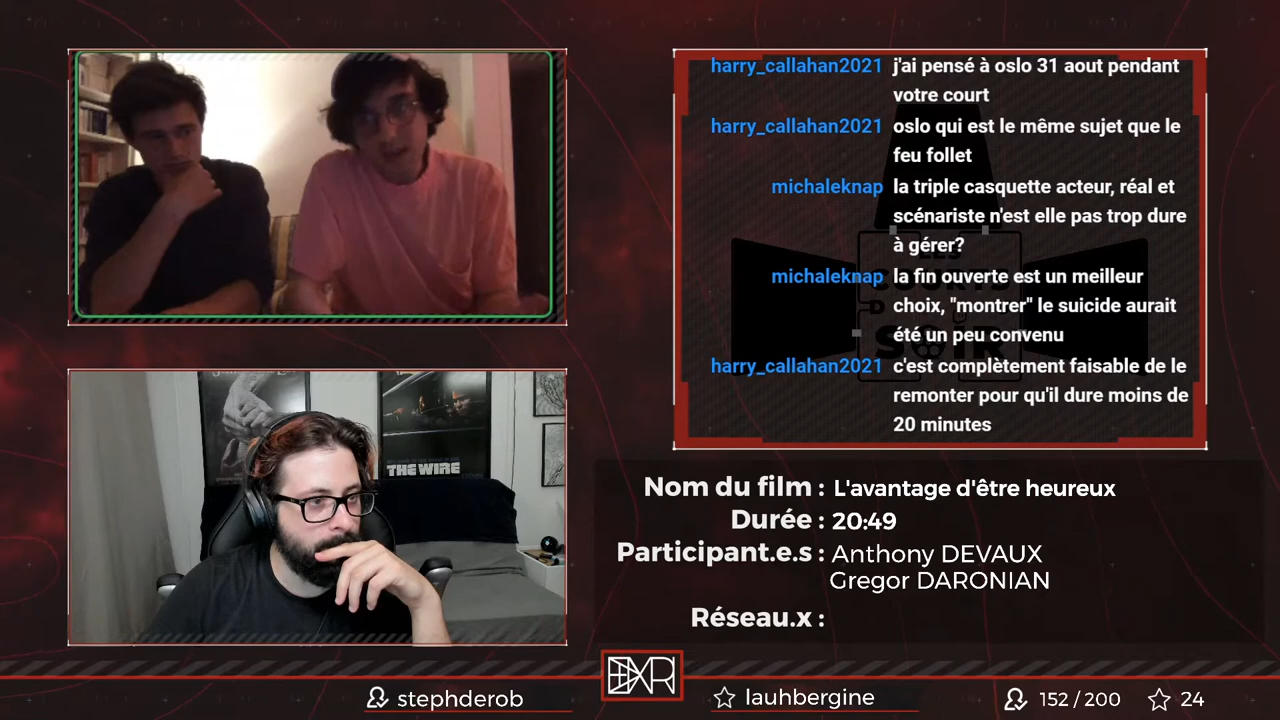 harry_callahan2021 j'ai pensé à oslo 31 aout pendant
votre court
harry_callahan2021 oslo qui est le même sujet que le
feu follet
michaleknap la triple casquette acteur, réal et
scénariste n'est elle pas trop dure
à gérer?
michaleknap la fin ouverte est un meilleur
choix, "montrer" le suicide aurait
été un peu convenu
harry_callahan2021 c'est complètement faisable de le
remonter pour qu'il dure moins de
20 minutes
THE WIRE
Nom du film : L'avantage d'être heureux
Durée : 20:49
Participant.e.s : Anthony DEVAUX
Gregor DARONIAN
Réseau.x :
stephderob
lauhbergine
152 / 200
24